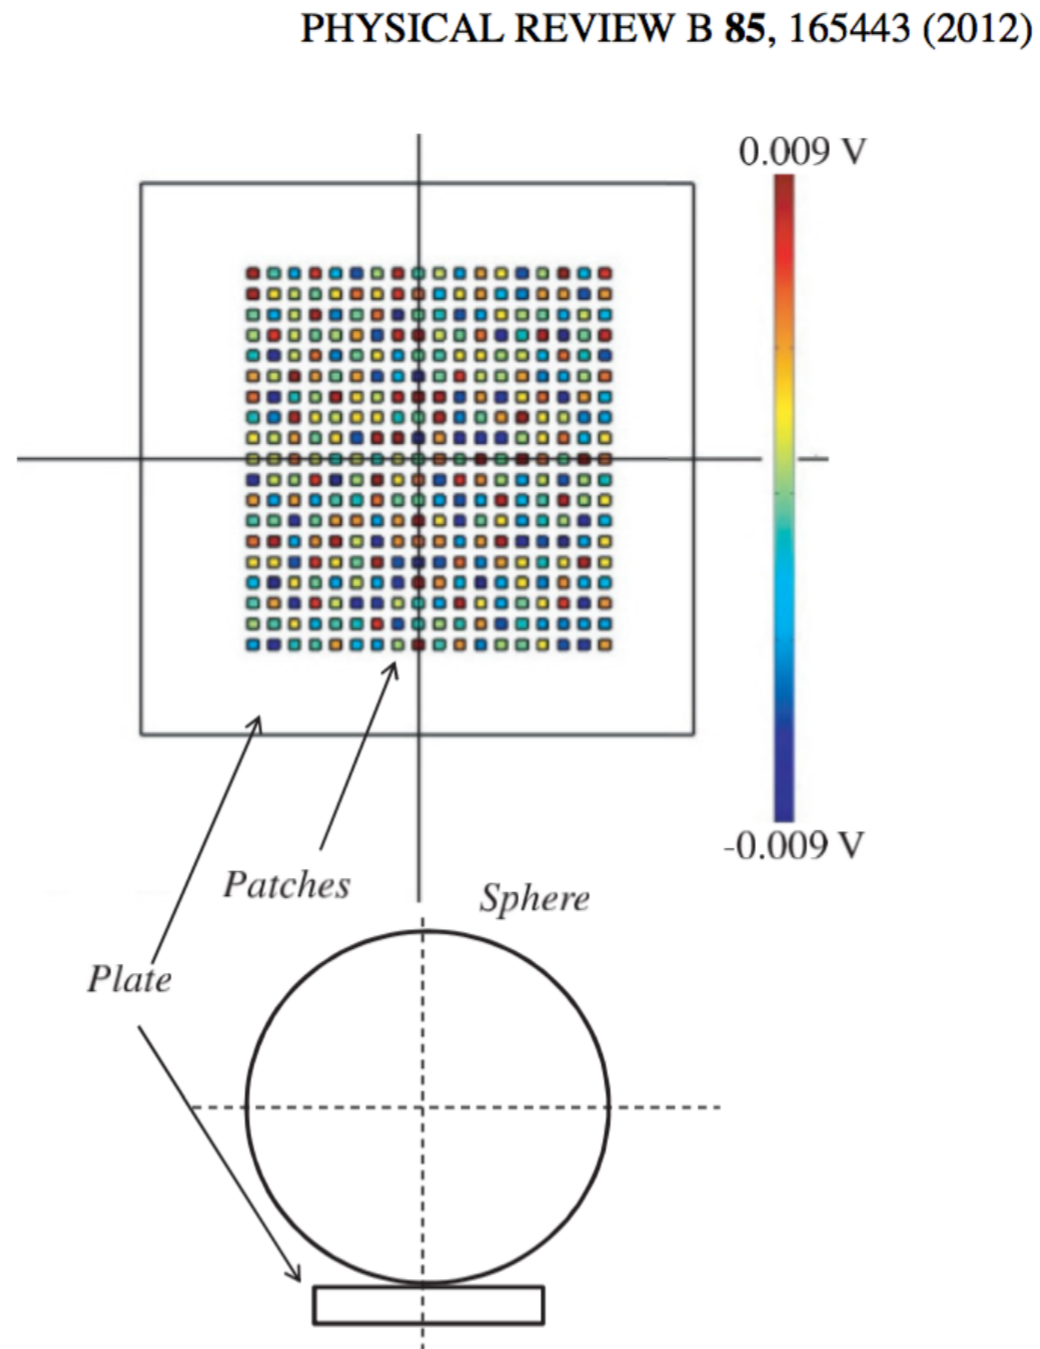 PHYSICAL REVIEW B 85, 165443 (2012)
0.009 V
-0.009 V
Patches
Sphere
Plate